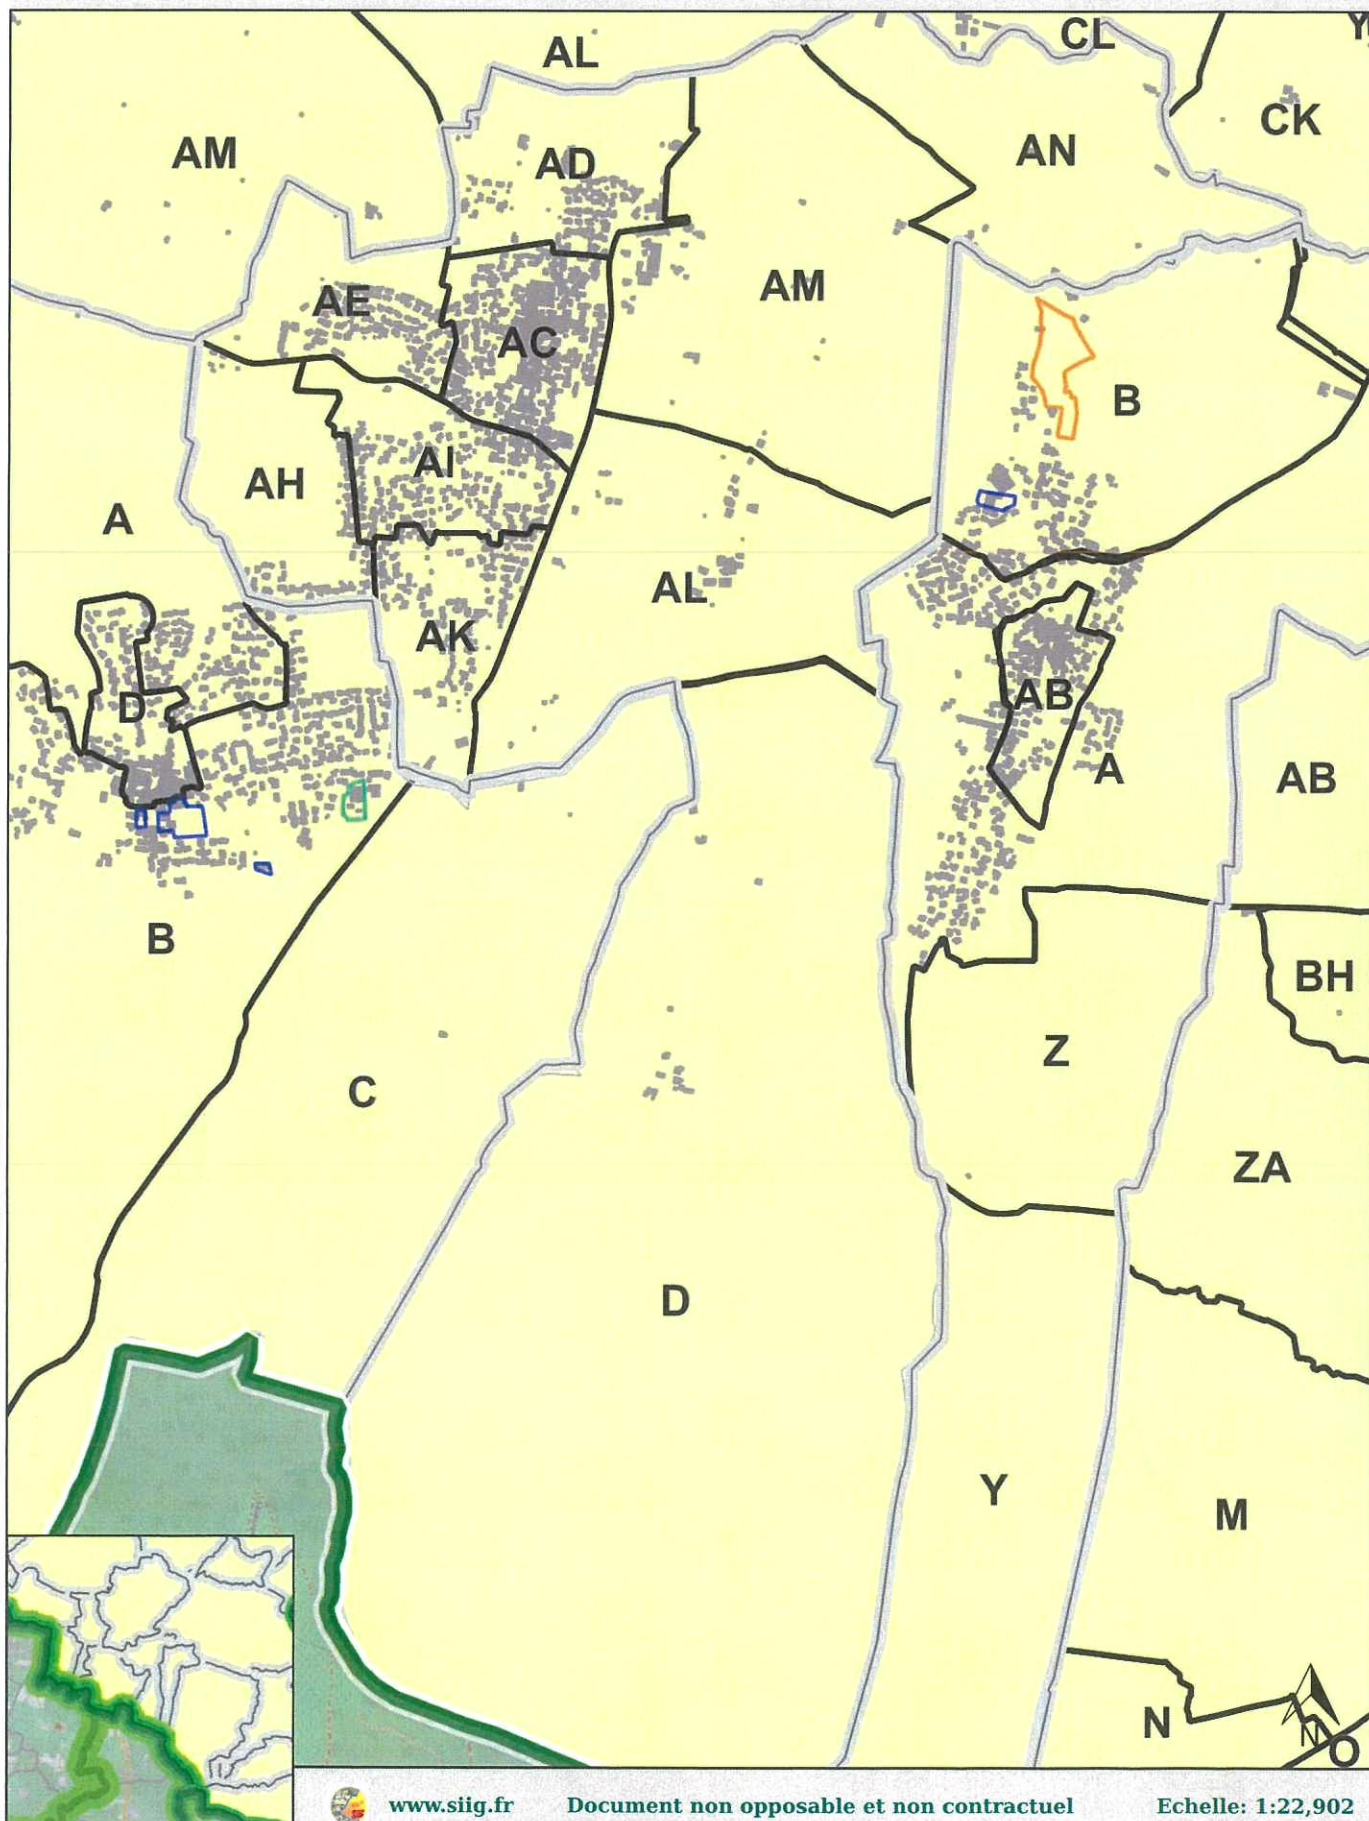 CL
AL
CK
AM
AD
AN
AE
AM
AC
B
AI
AH
A
AL
AK
AB
D
A
AB
B
BH
Z
C
ZA
D
Y
M
N
N
O
www.siig.fr Document non opposable et non contractuel Echelle: 1:22,902